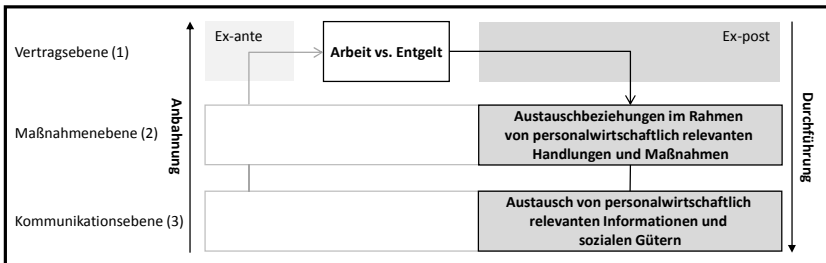 Ex-ante
Ex-post
Vertragsebene (1)
Arbeit vs. Entgelt
Anbahnung
Durchführung
Maßnahmenebene (2)
Austauschbeziehungen im Rahmen
von personalwirtschaftlich relevanten
Handlungen und Maßnahmen
Kommunikationsebene (3)
Austausch von personalwirtschaftlich
relevanten Informationen und
sozialen Gütern